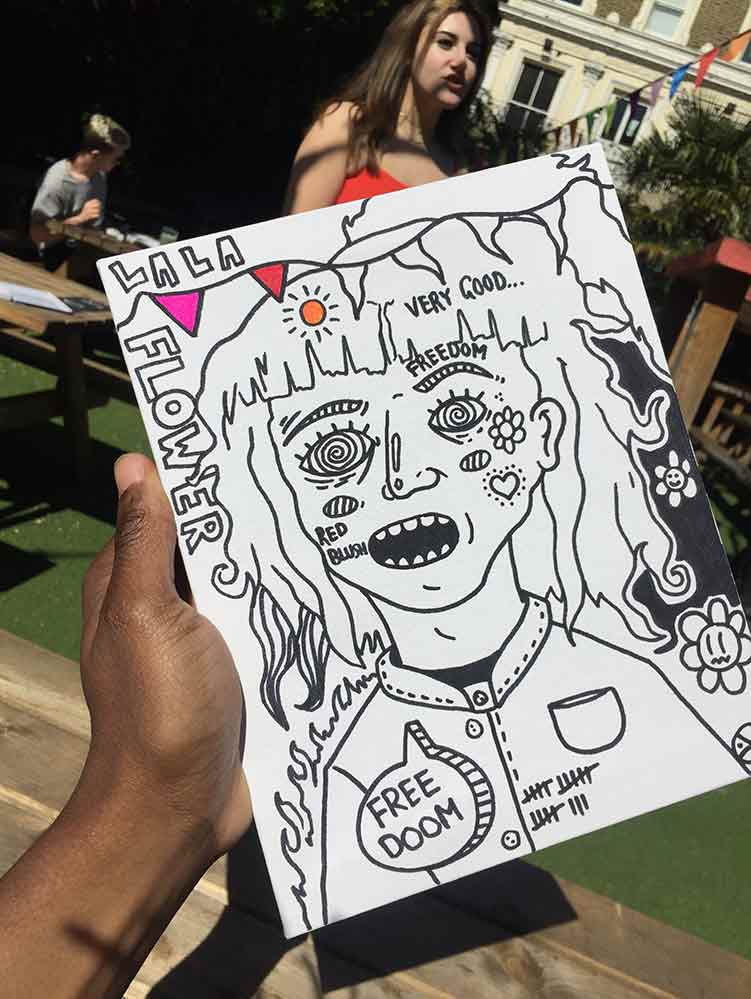 LALA
FLOWER
VERY GOOD...
FREEDOM
RED
BLUSH
FREE
DOOM